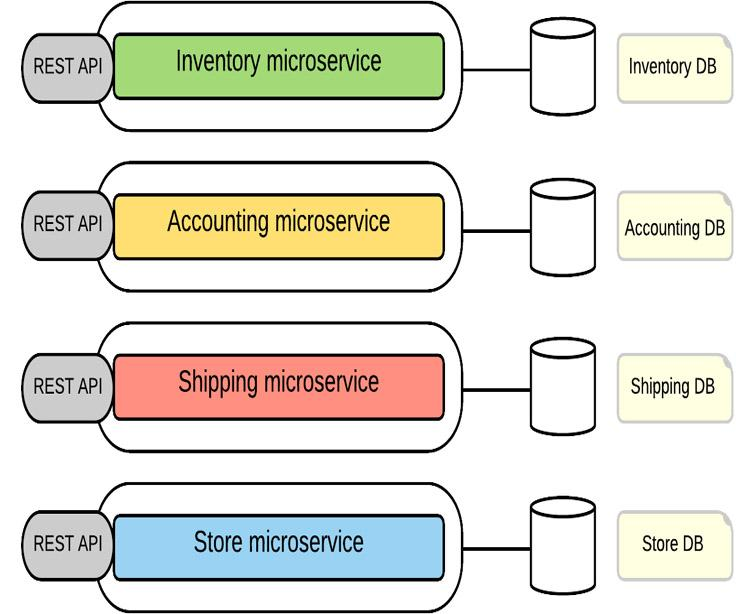 REST API
Inventory microservice
Inventory DB
REST API
Accounting microservice
Accounting DB
REST API
Shipping microservice
Shipping DB
REST API
Store microservice
Store DB